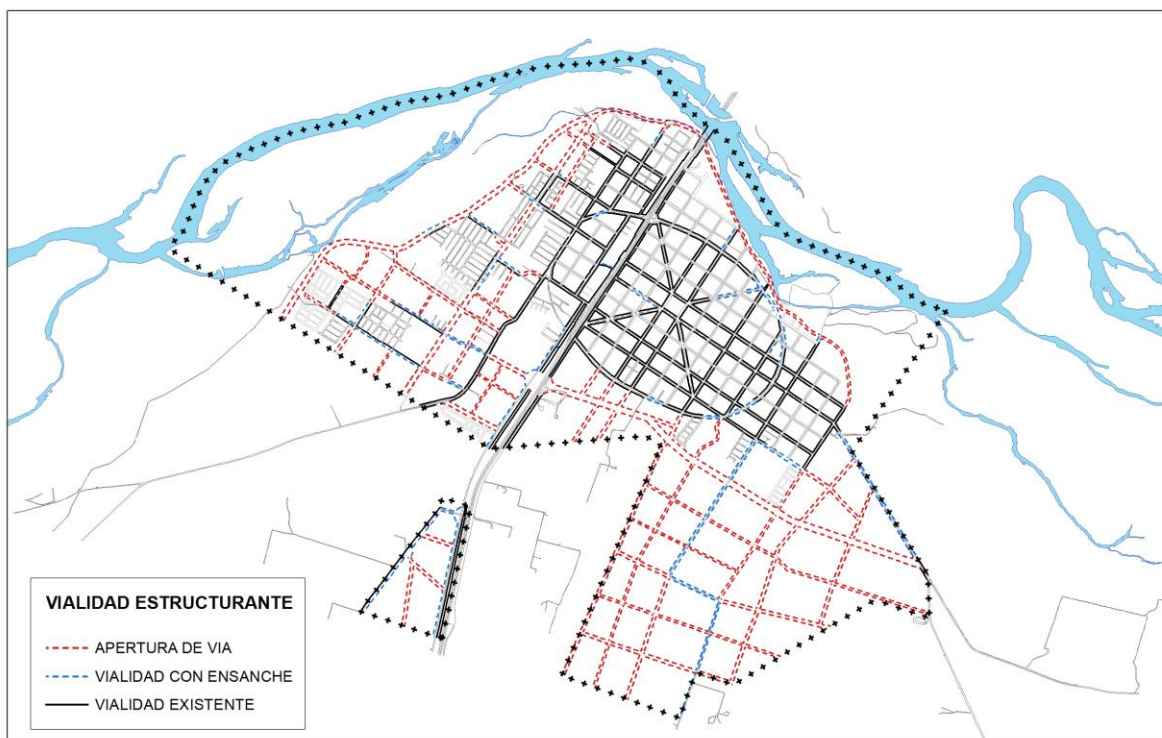 VIALIDAD ESTRUCTURANTE
APERTURA DE VIA
VIALIDAD CON ENSANCHE
VIALIDAD EXISTENTE